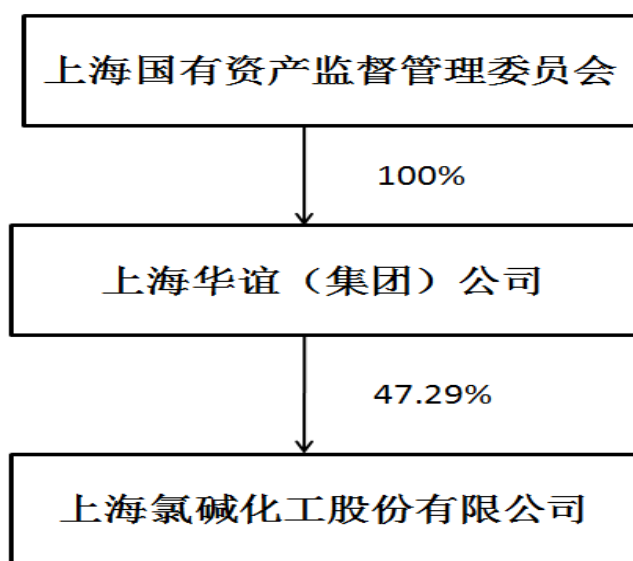 上海国有资产监督管理委员会
100%
上海华谊（集团）公司
47.29%
上海氯碱化工股份有限公司